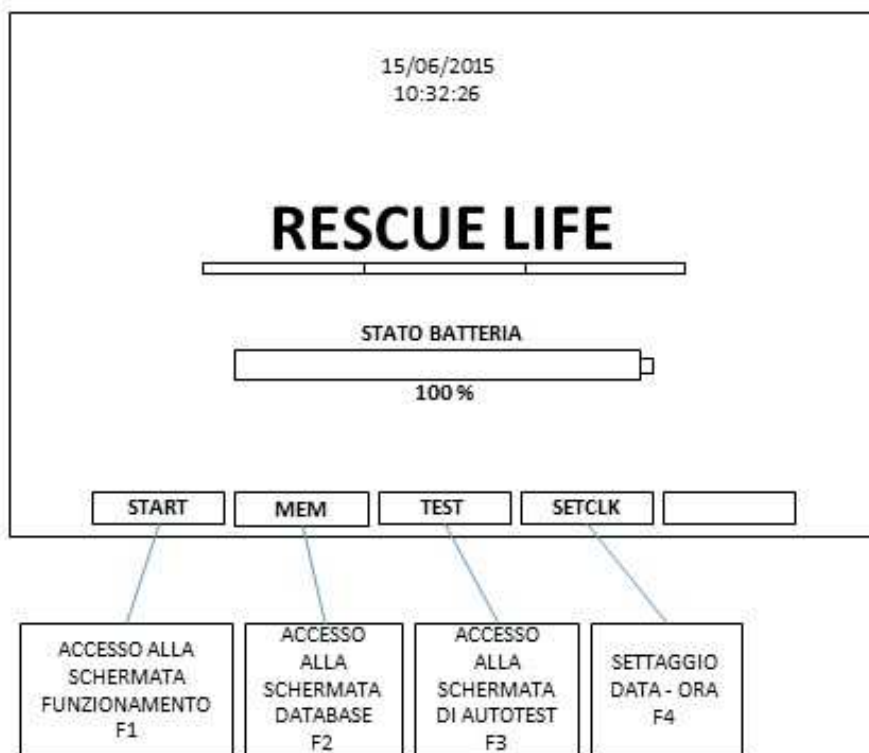 15/06/2015
10:32:26
RESCUE LIFE
STATO BATTERIA
100 %
START
MEM
TEST
SETCLK
ACCESSO ALLA
SCHERMATA
FUNZIONAMENTO
F1
ACCESSO
ALLA
SCHERMATA
DATABASE
F2
ACCESSO
ALLA
SCHERMATA
DI AUTOTEST
F3
SETTAGGIO
DATA - ORA
F4